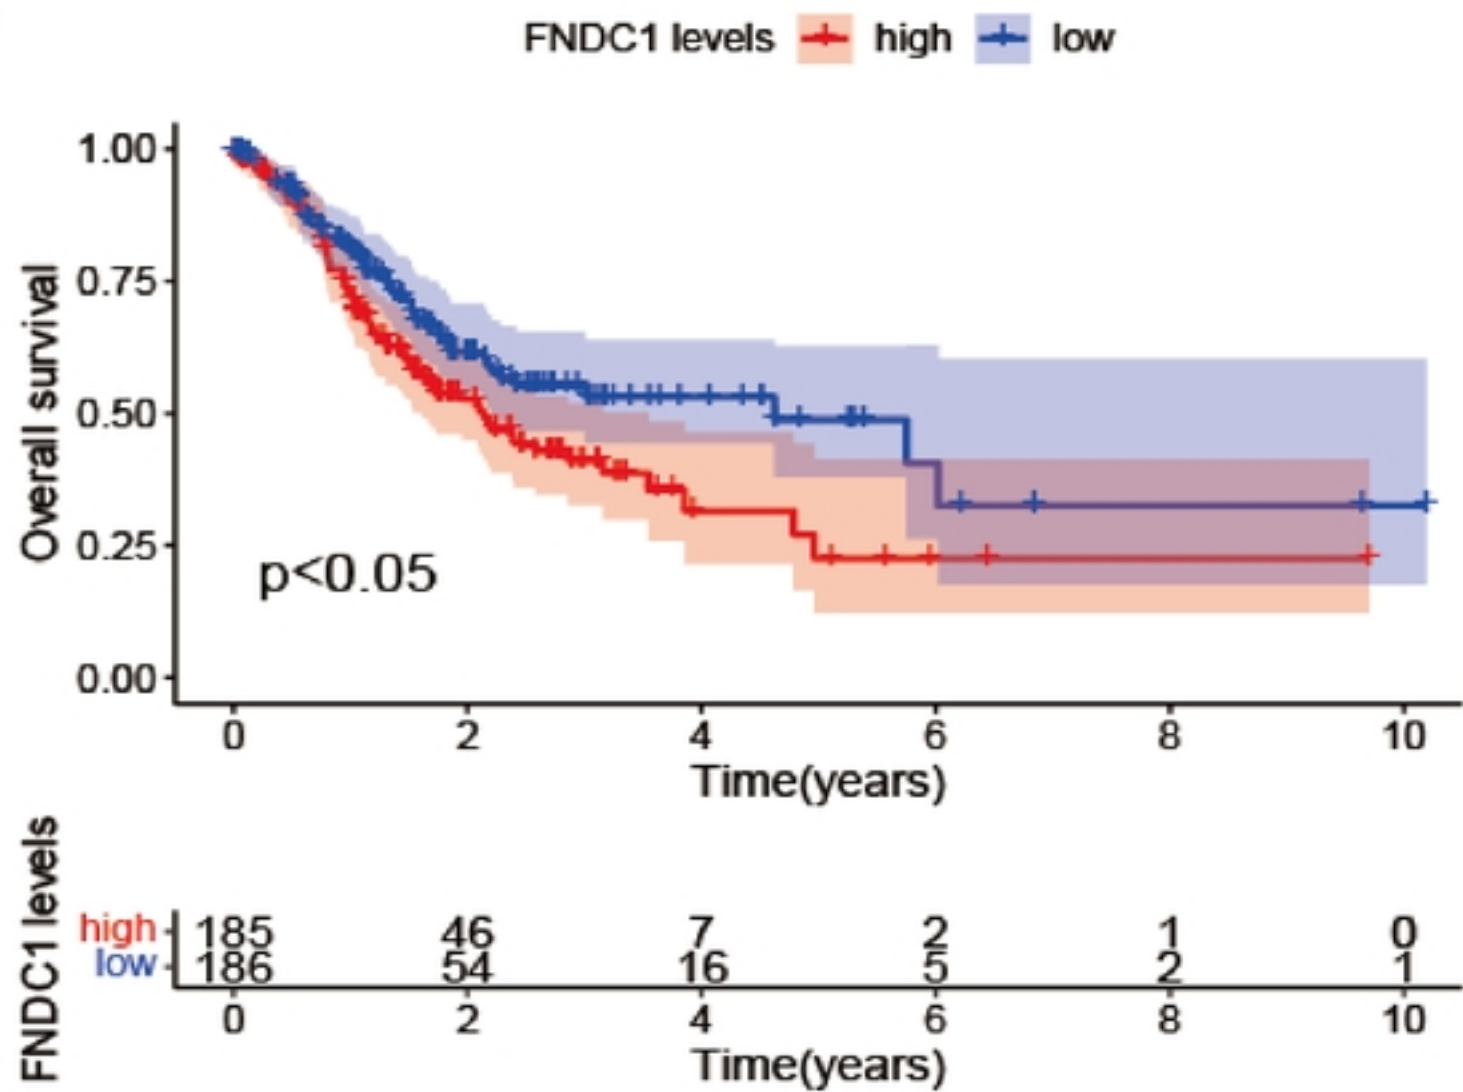 FNDC1 levels high low
Overall survival
1.00
0.75
0.50
0.25
0.00
p<0.05
0 2 4 6 8 10
Time(years)
FNDC1 levels
high 185 46 7 2 1 0
low 186 54 16 5 2 1
0 2 4 6 8 10
Time(years)